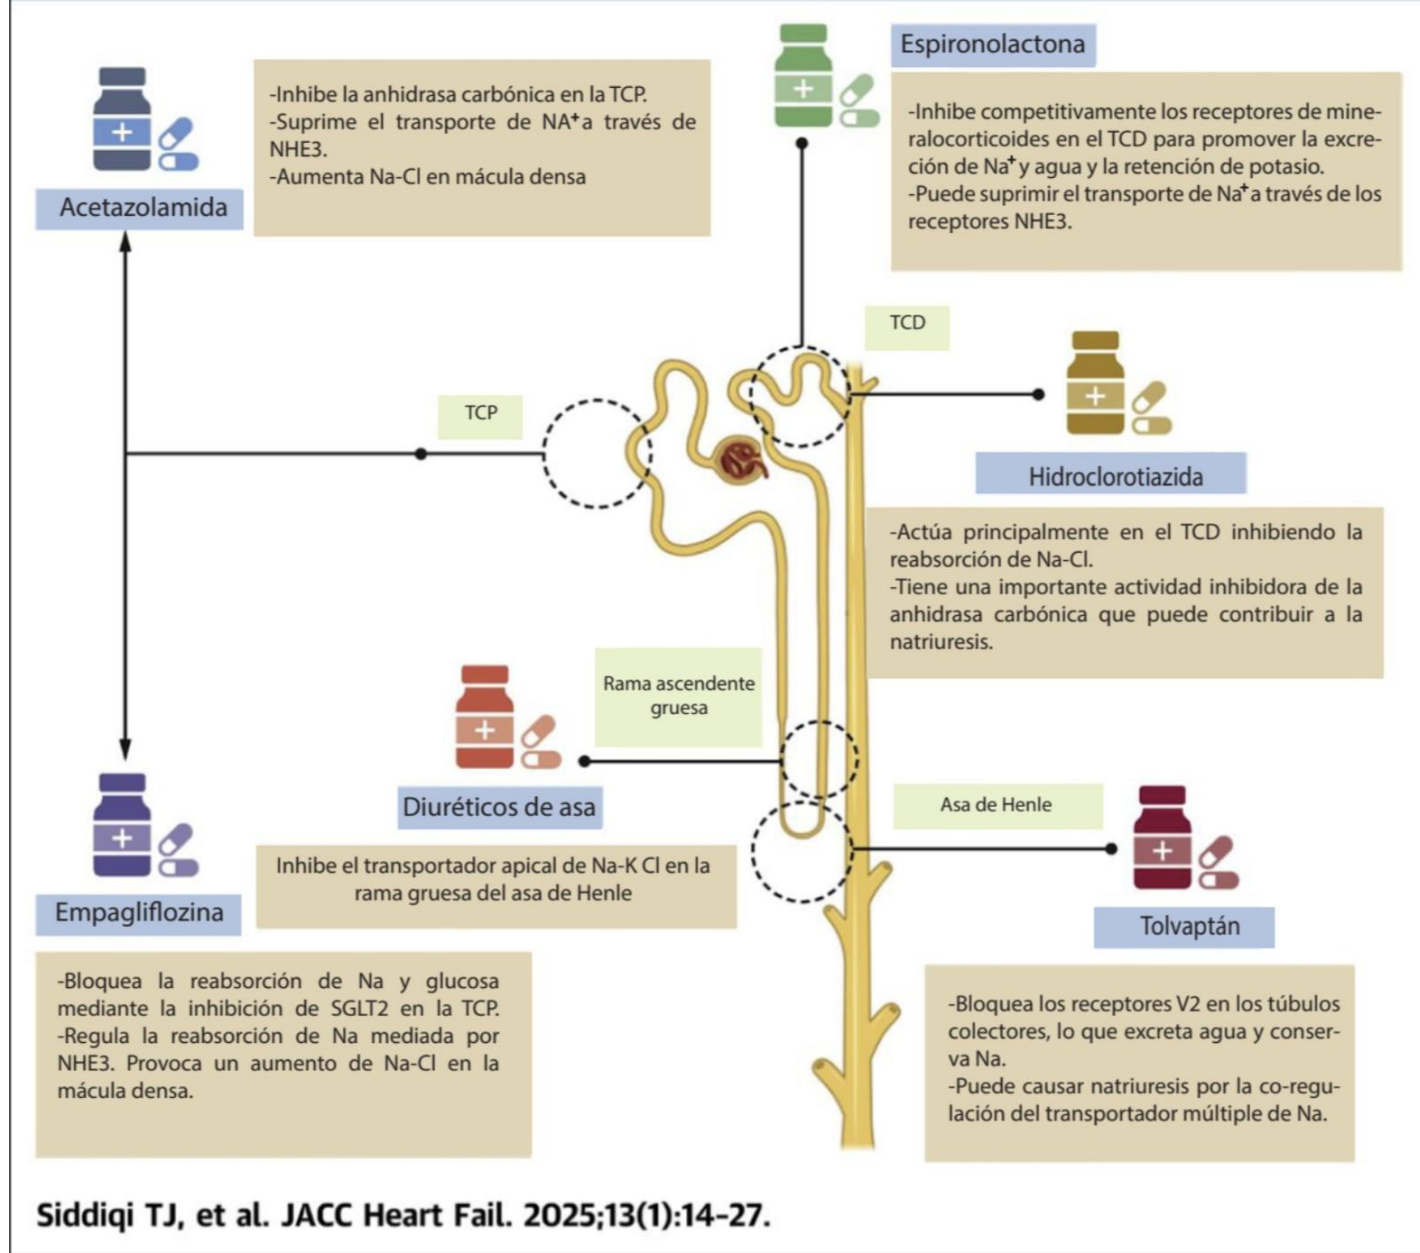 Acetazolamida
-Inhibe la anhidrasa carbónica en la TCP.
-Suprime el transporte de NA⁺a través de
NHE3.
-Aumenta Na-Cl en mácula densa
Espironolactona
-Inhibe competitivamente los receptores de mine-
ralocorticoides en el TCD para promover la excre-
ción de Na⁺y agua y la retención de potasio.
-Puede suprimir el transporte de Na⁺a través de los
receptores NHE3.
TCD
TCP
Hidroclorotiazida
-Actúa principalmente en el TCD inhibiendo la
reabsorción de Na-Cl.
-Tiene una importante actividad inhibidora de la
anhidrasa carbónica que puede contribuir a la
natriuresis.
Rama ascendente
gruesa
Diuréticos de asa
Inhibe el transportador apical de Na-K Cl en la
rama gruesa del asa de Henle
Asa de Henle
Tolvaptán
-Bloquea los receptores V2 en los túbulos
colectores, lo que excreta agua y conser-
va Na.
-Puede causar natriuresis por la co-regu-
lación del transportador múltiple de Na.
Empagliflozina
-Bloquea la reabsorción de Na y glucosa
mediante la inhibición de SGLT2 en la TCP.
-Regula la reabsorción de Na mediada por
NHE3. Provoca un aumento de Na-Cl en la
mácula densa.
Siddiqi TJ, et al. JACC Heart Fail. 2025;13(1):14–27.